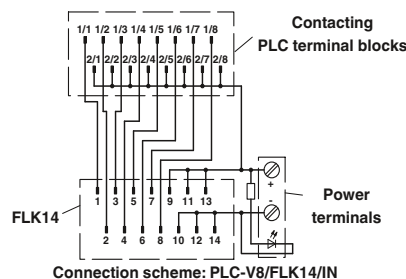 Contacting
PLC terminal blocks
1/1 1/2 1/3 1/4 1/5 1/6 1/7 1/8
2/1 2/2 2/3 2/4 2/5 2/6 2/7 2/8
1 3 5 7 9 11 13
+
-
Power
terminals
FLK14
2 4 6 8 10 12 14
Connection scheme: PLC-V8/FLK14/IN